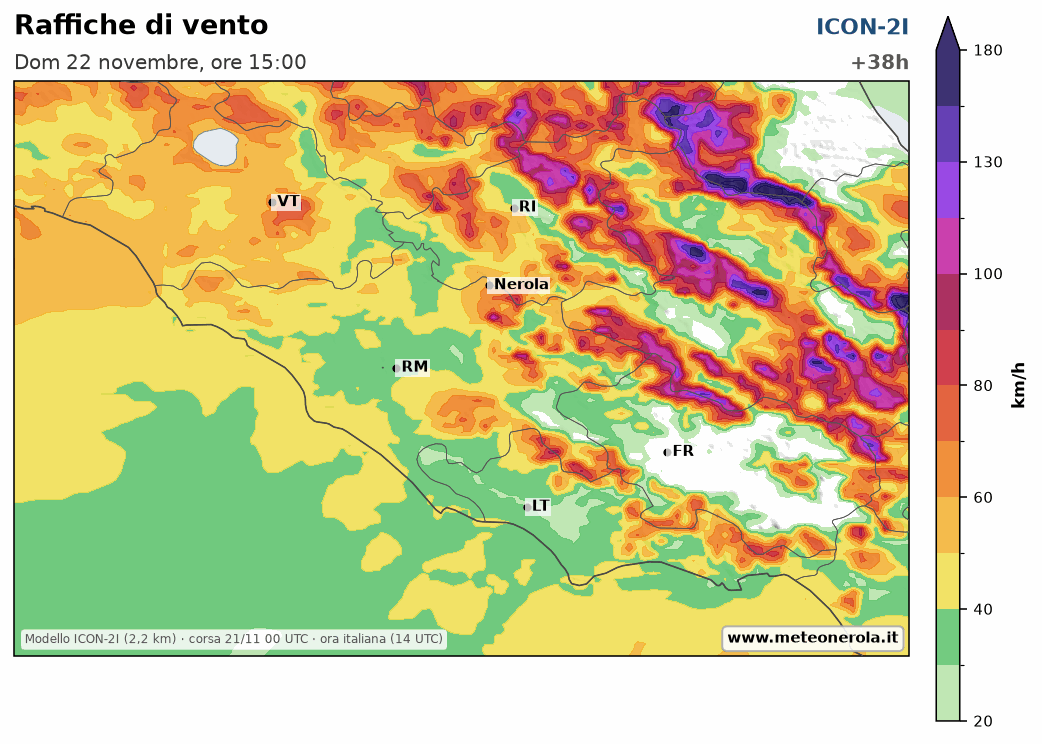 Raffiche di vento
ICON-2I
Dom 22 novembre, ore 15:00
+38h
180
130
100
80
60
40
20
km/h
VT
RI
Nerola
RM
FR
LT
Modello ICON-2I (2,2 km) · corsa 21/11 00 UTC · ora italiana (14 UTC)
www.meteonerola.it